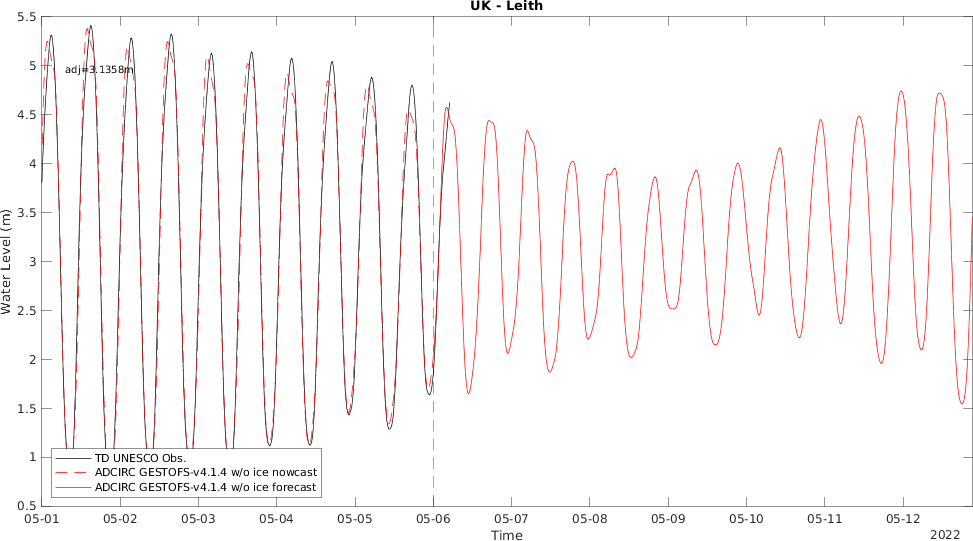 UK - Leith
5.5
5
4.5
4
3.5
3
2.5
2
1.5
1
0.5
Water Level (m)
adj=3.1358m
TD UNESCO Obs.
ADCIRC GESTOFS-v4.1.4 w/o ice nowcast
ADCIRC GESTOFS-v4.1.4 w/o ice forecast
05-01 05-02 05-03 05-04 05-05 05-06 05-07 05-08 05-09 05-10 05-11 05-12
Time
2022